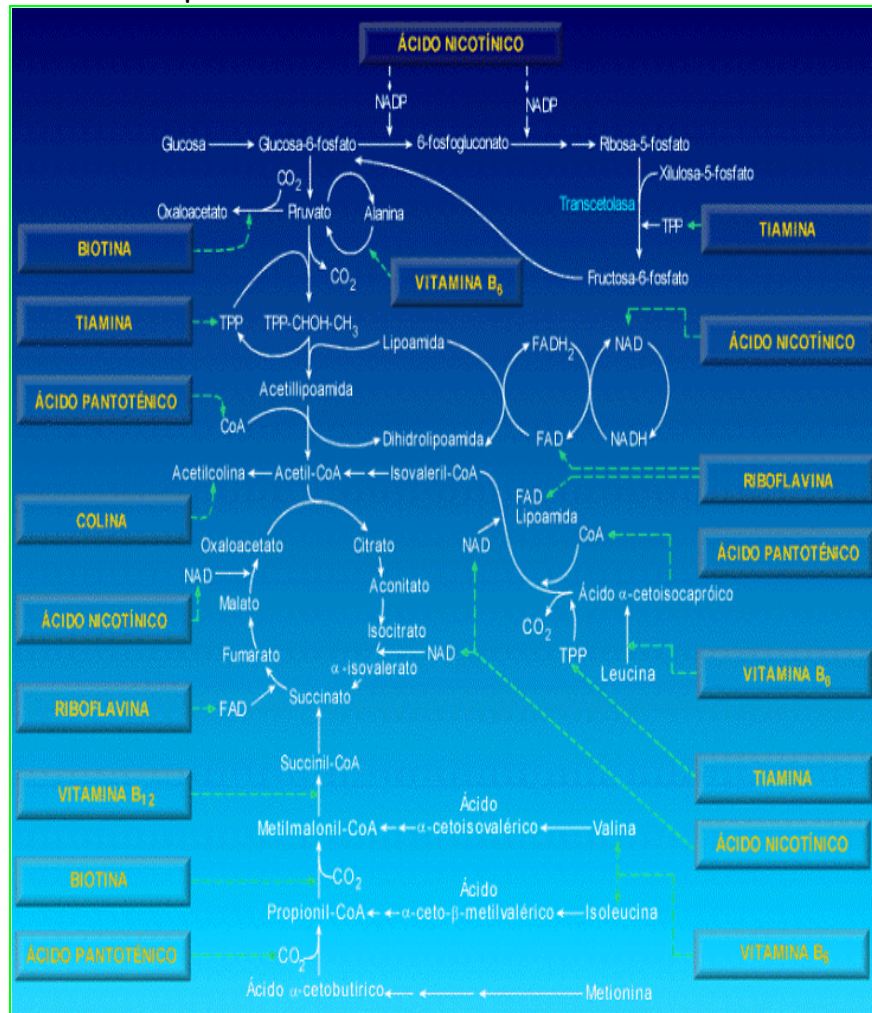 ÁCIDO NICOTÍNICO
NADP
NADP
Glucosa
Glucosa-6-fosfato
6-fosfogluconato
Ribosa-5-fosfato
CO2
Xilulosa-5-fosfato
Oxaloacetato
Piruvato
Alanina
Transcetolasa
TPP
TIAMINA
BIOTINA
CO2
VITAMINA B6
Fructosa-6-fosfato
TIAMINA
TPP
TPP-CHOH-CH3
Lipoamida
FADH2
NAD
ÁCIDO NICOTÍNICO
Acetillipoamida
ÁCIDO PANTOTÉNICO
CoA
Dihidrolipoamida
FAD
NADH
Acetilcolina
Acetil-CoA
Isovaleril-CoA
RIBOFLAVINA
FAD
Lipoamida
COLINA
Oxaloacetato
Citrato
NAD
CoA
ÁCIDO PANTOTÉNICO
NAD
Aconitato
Malato
Ácido α-cetoisocapróico
ÁCIDO NICOTÍNICO
Isocitrato
CO2
Fumarato
α-isovalerato
NAD
TPP
Leucina
VITAMINA B6
RIBOFLAVINA
FAD
Succinato
Succinil-CoA
TIAMINA
VITAMINA B12
Ácido
Metilmalonil-CoA
α-cetoisovalérico
Valina
ÁCIDO NICOTÍNICO
BIOTINA
CO2
Ácido
Propionil-CoA
α-ceto-β-metilvalérico
Isoleucina
ÁCIDO PANTOTÉNICO
CO2
VITAMINA B6
Ácido α-cetobutirico
Metionina